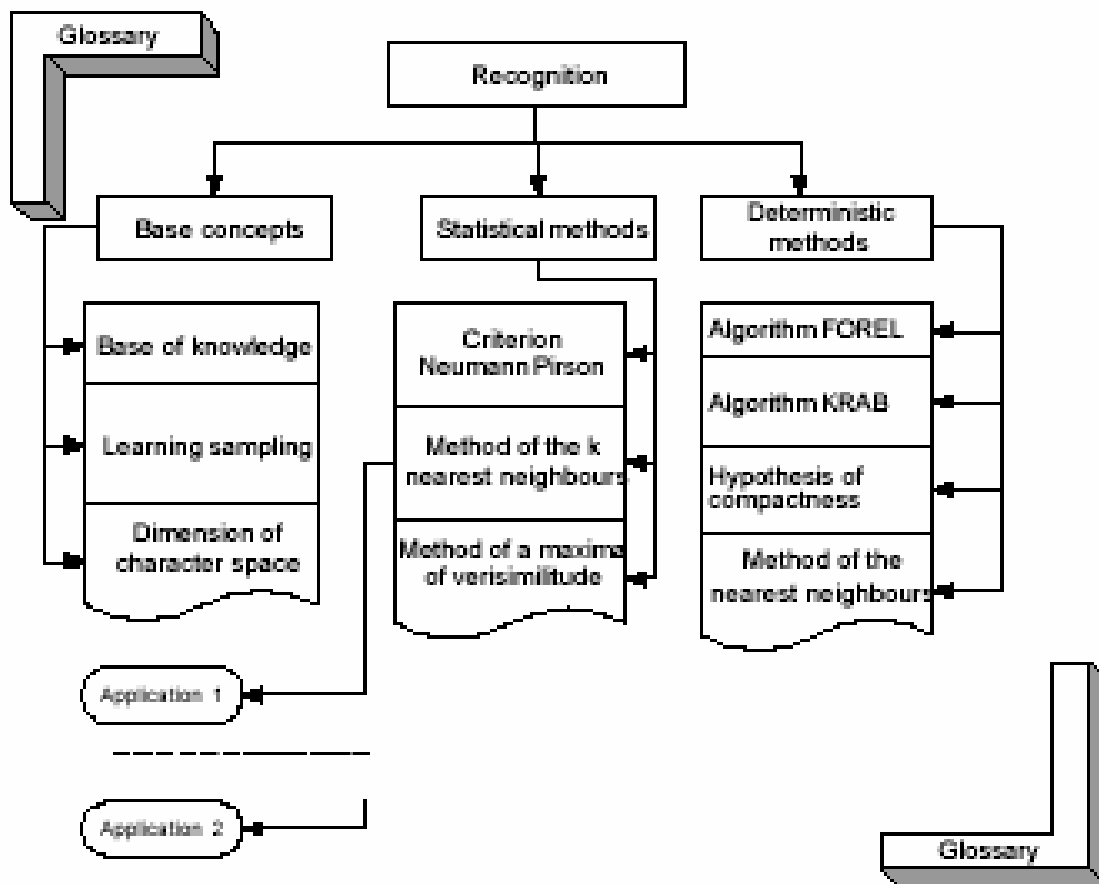 Glossary
Recognition
Base concepts
Statistical methods
Deterministic
methods
Base of knowledge
Learning sampling
Dimension of
character space
Criterion
Neumann Pirson
Method of the k
nearest neighbours
Method of a maxima
of verisimilitude
Algorithm FOREL
Algorithm KRAB
Hypothesis of
compactness
Method of the
nearest neighbours
Application 1
Application 2
Glossary